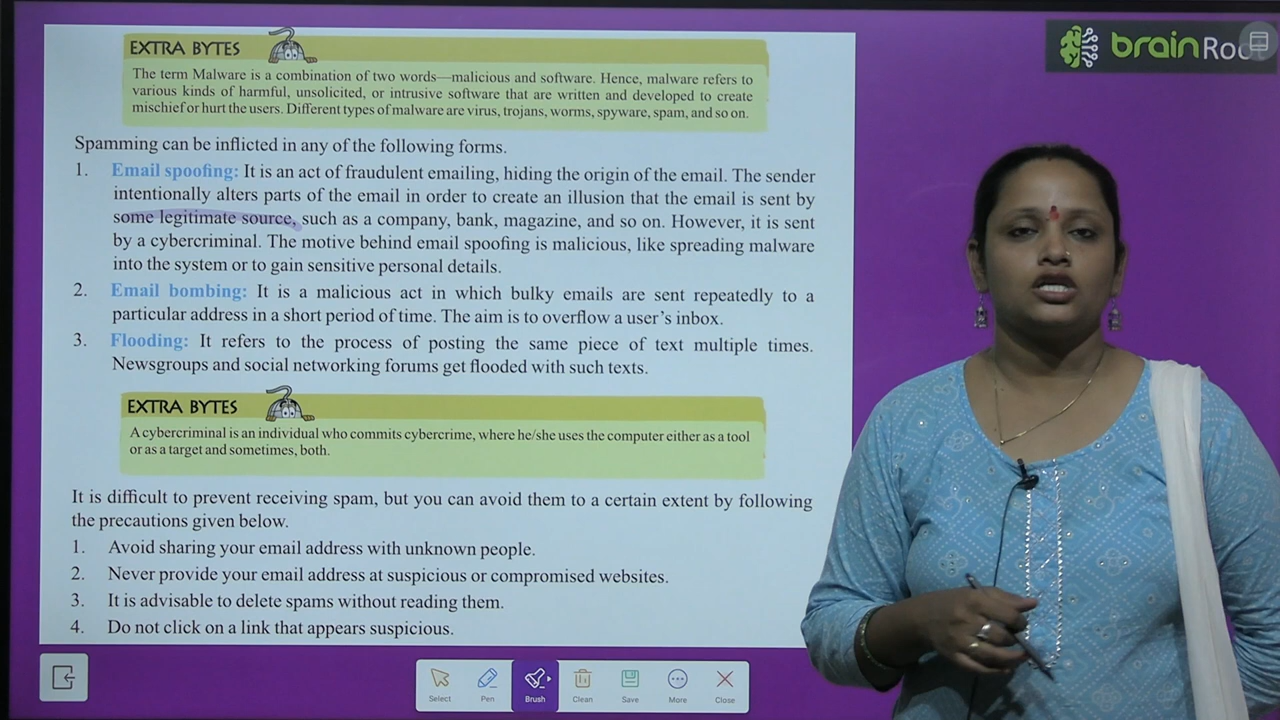 EXTRA BYTES
The term Malware is a combination of two words—malicious and software. Hence, malware refers to
various kinds of harmful, unsolicited, or intrusive software that are written and developed to create
mischief or hurt the users. Different types of malware are virus, trojans, worms, spyware, spam, and so on.
Spamming can be inflicted in any of the following forms.
1. Email spoofing: It is an act of fraudulent emailing, hiding the origin of the email. The sender
intentionally alters parts of the email in order to create an illusion that the email is sent by
some legitimate source, such as a company, bank, magazine, and so on. However, it is sent
by a cybercriminal. The motive behind email spoofing is malicious, like spreading malware
into the system or to gain sensitive personal details.
2. Email bombing: It is a malicious act in which bulky emails are sent repeatedly to a
particular address in a short period of time. The aim is to overflow a user's inbox.
3. Flooding: It refers to the process of posting the same piece of text multiple times.
Newsgroups and social networking forums get flooded with such texts.
EXTRA BYTES
A cybercriminal is an individual who commits cybercrime, where he/she uses the computer either as a tool
or as a target and sometimes, both.
It is difficult to prevent receiving spam, but you can avoid them to a certain extent by following
the precautions given below.
1. Avoid sharing your email address with unknown people.
2. Never provide your email address at suspicious or compromised websites.
3. It is advisable to delete spams without reading them.
4. Do not click on a link that appears suspicious.
Select Pen Brush Clean Save More Close
brain